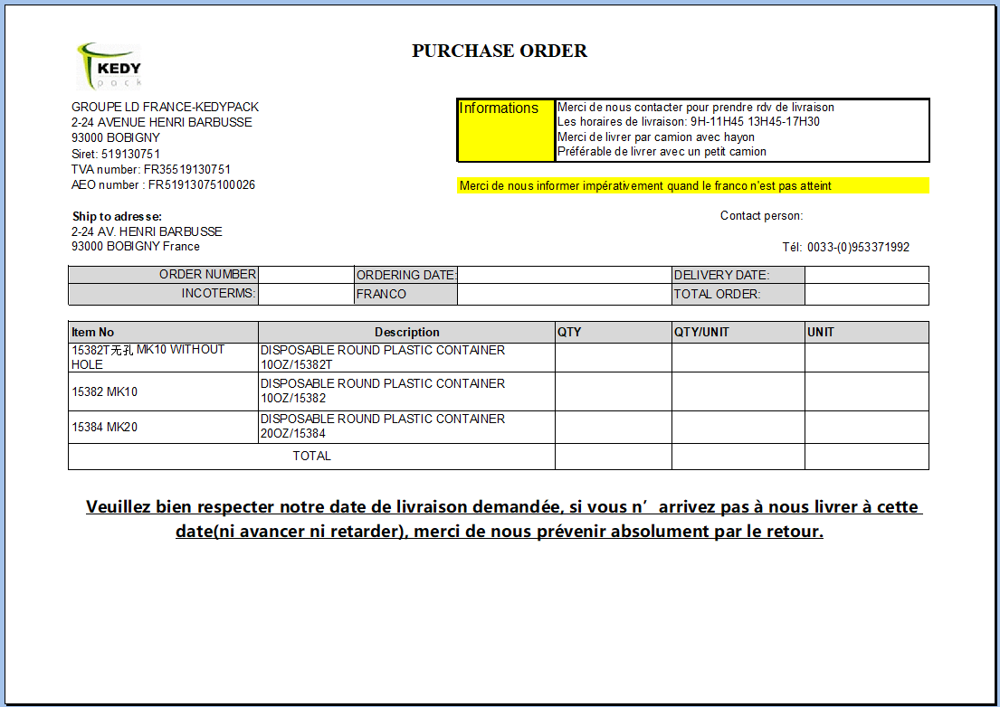 PURCHASE ORDER
KEDY
pack
GROUPE LD FRANCE-KEDYPACK
2-24 AVENUE HENRI BARBUSSE
93000 BOBIGNY
Siret: 519130751
TVA number: FR35519130751
AEO number : FR51913075100026
Informations
Merci de nous contacter pour prendre rdv de livraison
Les horaires de livraison: 9H-11H45 13H45-17H30
Merci de livrer par camion avec hayon
Préférable de livrer avec un petit camion
Merci de nous informer impérativement quand le franco n'est pas atteint
Ship to adresse:
2-24 AV. HENRI BARBUSSE
93000 BOBIGNY France
Contact person:
Tél: 0033-(0)953371992
ORDER NUMBER ORDERING DATE: DELIVERY DATE:
INCOTERMS: FRANCO TOTAL ORDER:
Item No Description QTY QTY/UNIT UNIT
15382T无孔 MK10 WITHOUT DISPOSABLE ROUND PLASTIC CONTAINER
HOLE 10OZ/15382T
15382 MK10 DISPOSABLE ROUND PLASTIC CONTAINER
10OZ/15382
15384 MK20 DISPOSABLE ROUND PLASTIC CONTAINER
20OZ/15384
TOTAL
Veuillez bien respecter notre date de livraison demandée, si vous n’arrivez pas à nous livrer à cette
date(ni avancer ni retarder), merci de nous prévenir absolument par le retour.